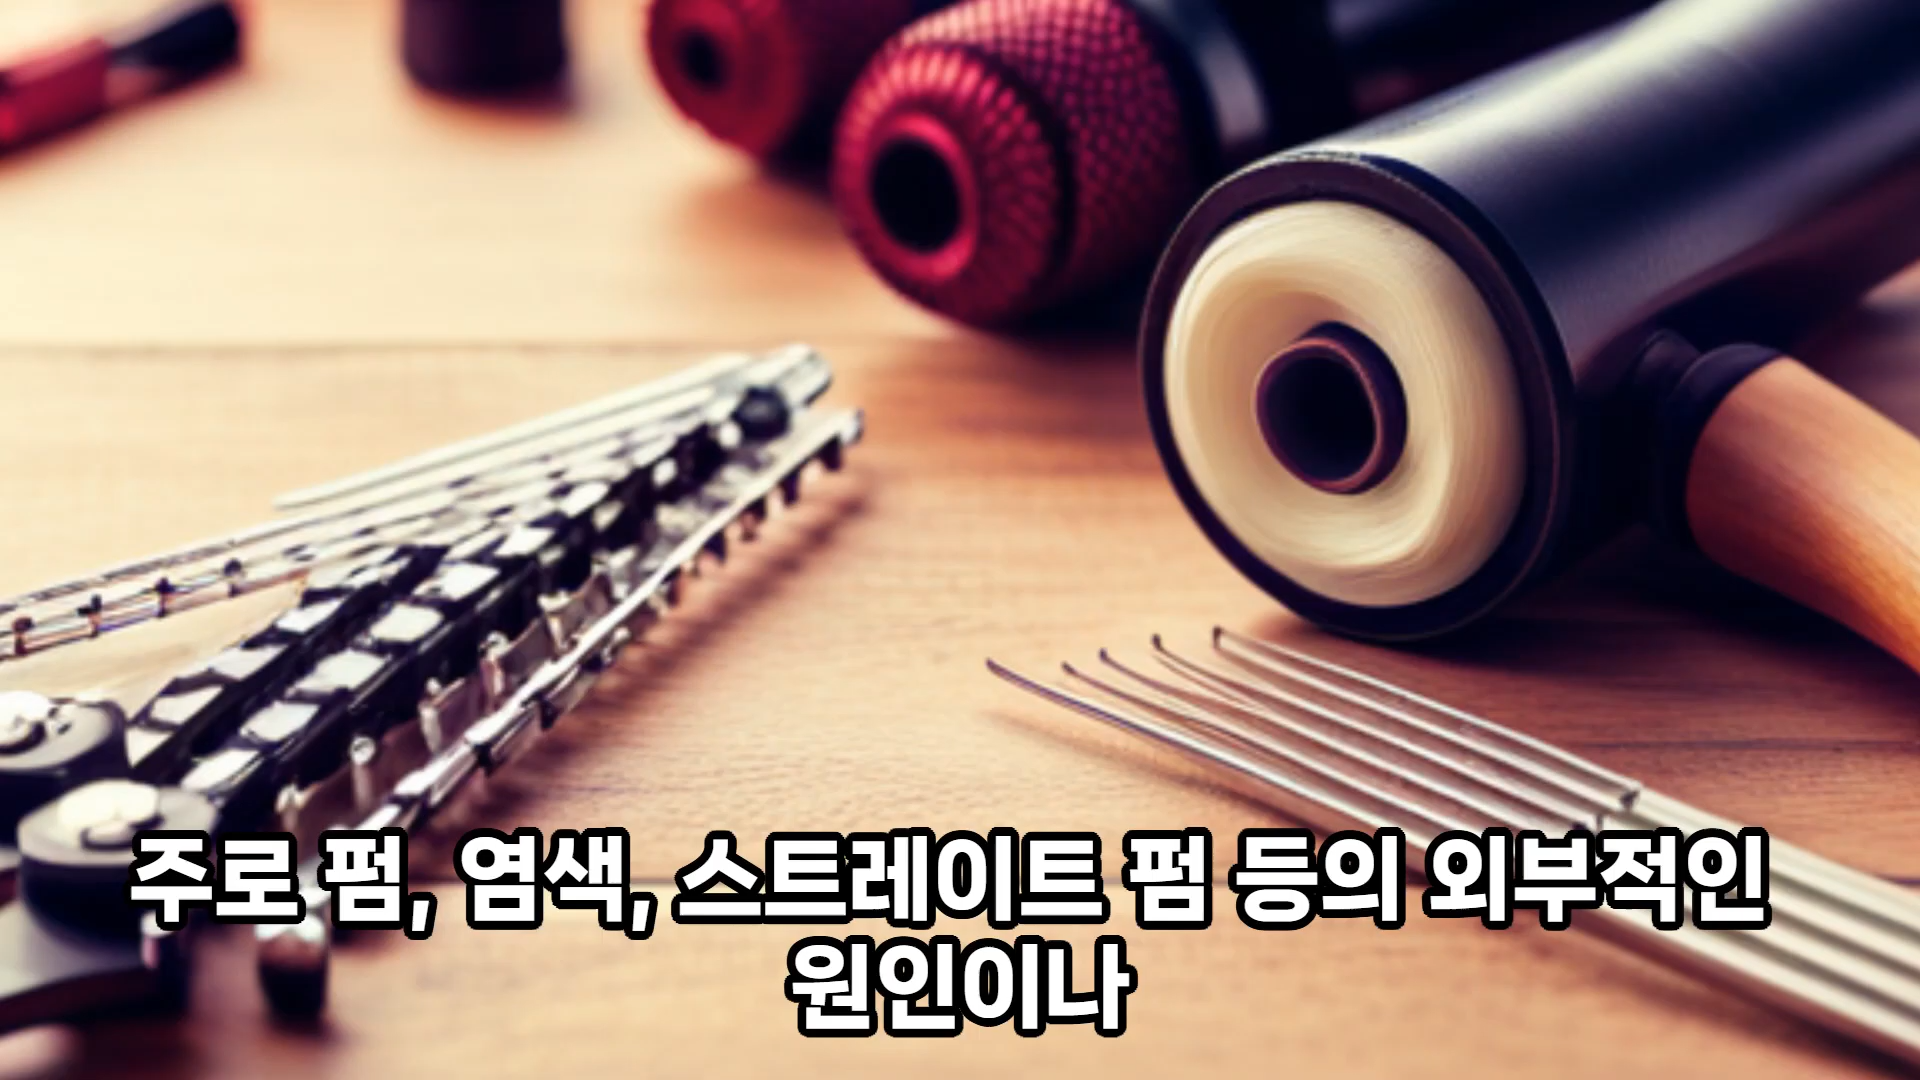 주로 펌, 염색, 스트레이트 펌 등의 외부적인
원인이나